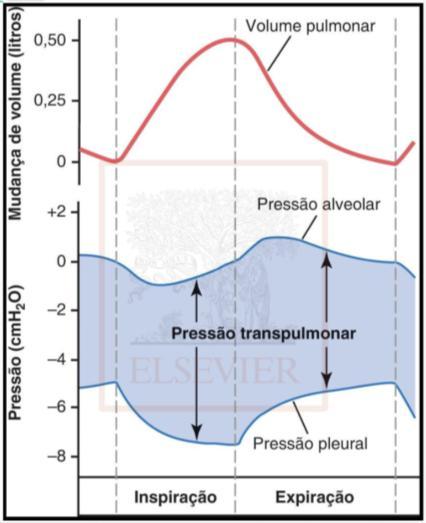 Mudança de volume (litros)
0,50
0,25
0
Volume pulmonar
Pressão (cmH₂O)
+2
0
–2
–4
–6
–8
Pressão alveolar
Pressão transpulmonar
ELSEVIER
Pressão pleural
Inspiração
Expiração